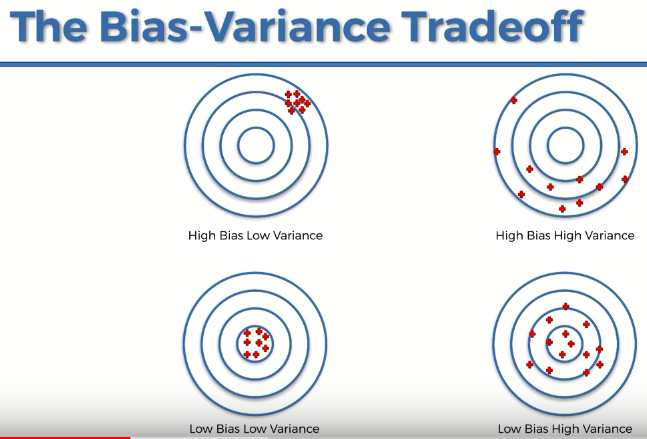 The Bias-Variance Tradeoff
High Bias Low Variance
High Bias High Variance
Low Bias Low Variance
Low Bias High Variance